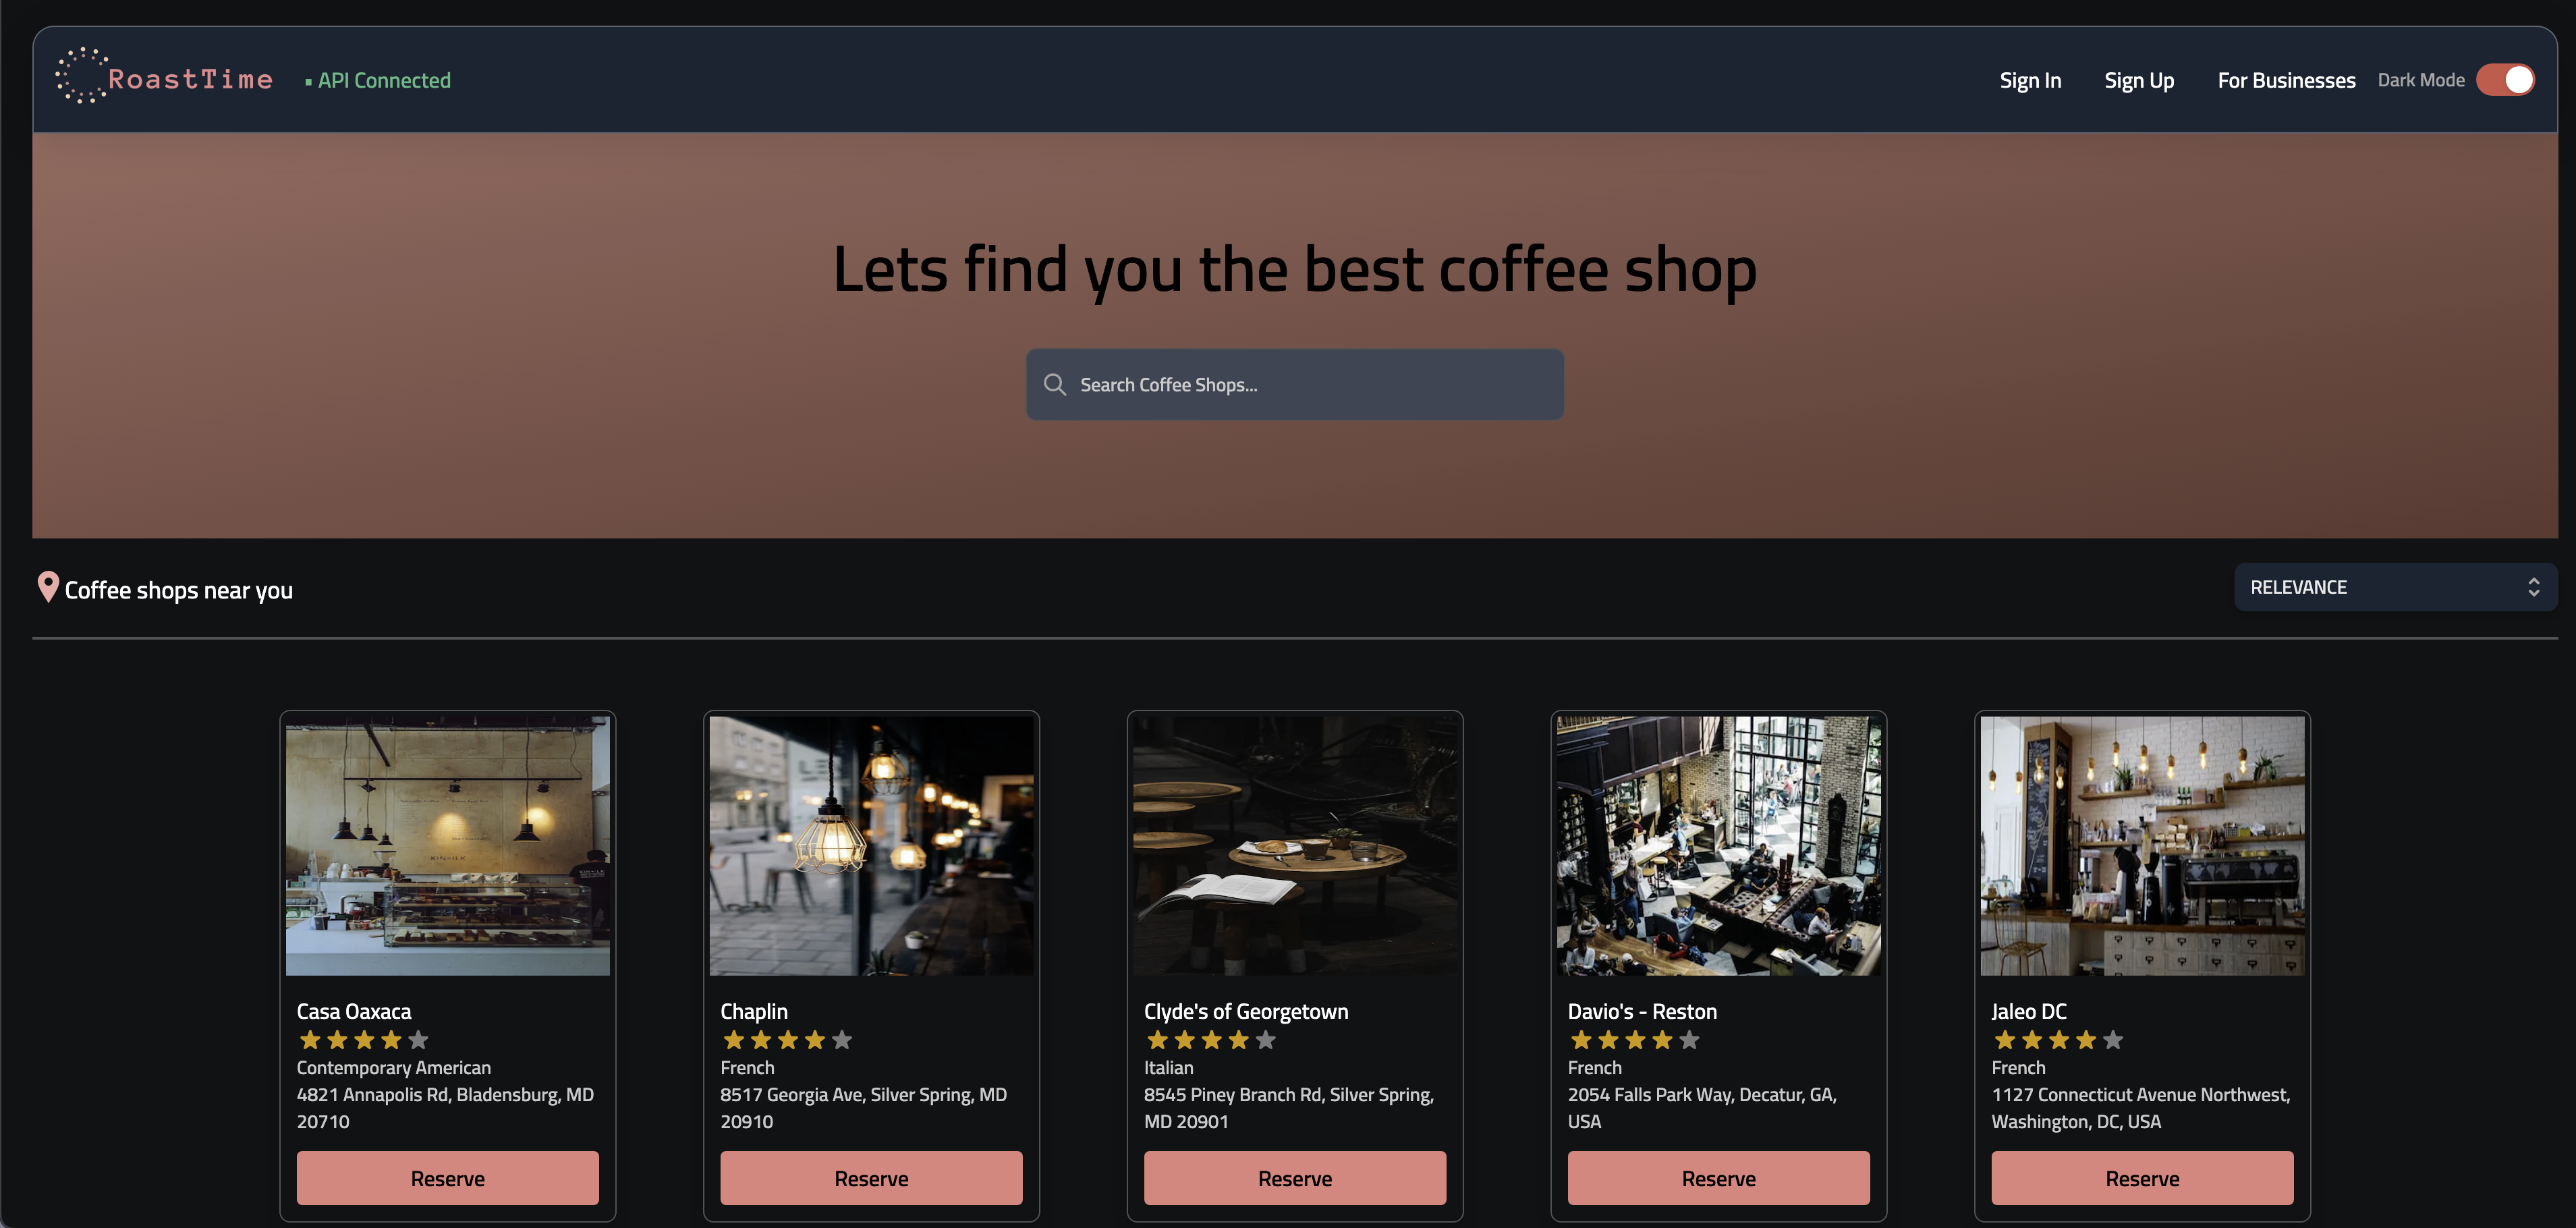 RoastTime
API Connected
Sign In
Sign Up
For Businesses
Dark Mode
Lets find you the best coffee shop
Search Coffee Shops...
Coffee shops near you
RELEVANCE
Casa Oaxaca
Contemporary American
4821 Annapolis Rd, Bladensburg, MD
20710
Reserve
Chaplin
French
8517 Georgia Ave, Silver Spring, MD
20910
Reserve
Clyde's of Georgetown
Italian
8545 Piney Branch Rd, Silver Spring,
MD 20901
Reserve
Davio's - Reston
French
2054 Falls Park Way, Decatur, GA,
USA
Reserve
Jaleo DC
French
1127 Connecticut Avenue Northwest,
Washington, DC, USA
Reserve